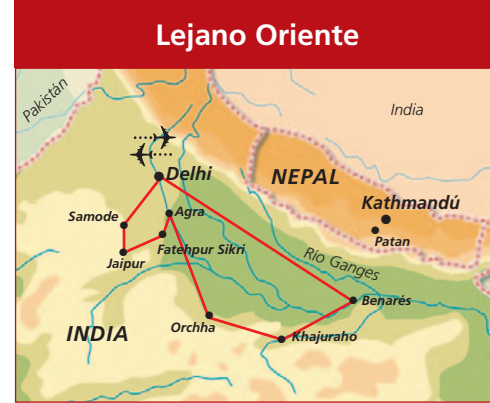 Lejano Oriente
Pakistán
India
Delhi
NEPAL
Kathmandú
Samode
Agra
Patan
Fatehpur Sikri
Jaipur
Río Ganges
Benarés
Orchha
INDIA
Khajuraho